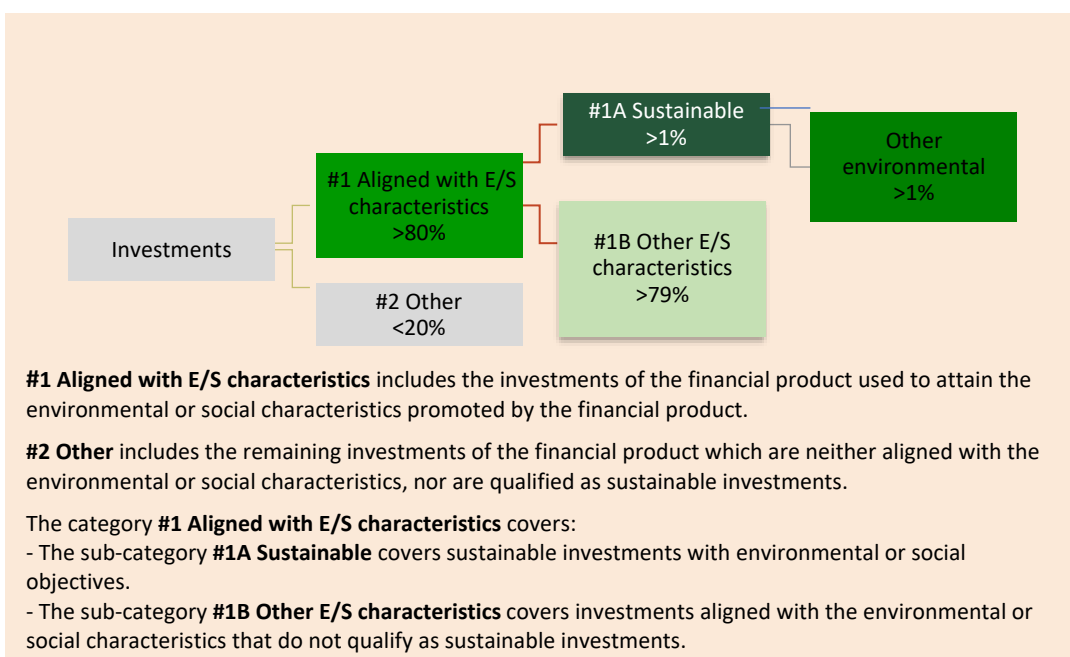 #1A Sustainable
>1%
Other
environmental
>1%
#1 Aligned with E/S
characteristics
>80%
Investments
#1B Other E/S
characteristics
>79%
#2 Other
<20%
#1 Aligned with E/S characteristics includes the investments of the financial product used to attain the
environmental or social characteristics promoted by the financial product.
#2 Other includes the remaining investments of the financial product which are neither aligned with the
environmental or social characteristics, nor are qualified as sustainable investments.
The category #1 Aligned with E/S characteristics covers:
- The sub-category #1A Sustainable covers sustainable investments with environmental or social
objectives.
- The sub-category #1B Other E/S characteristics covers investments aligned with the environmental or
social characteristics that do not qualify as sustainable investments.